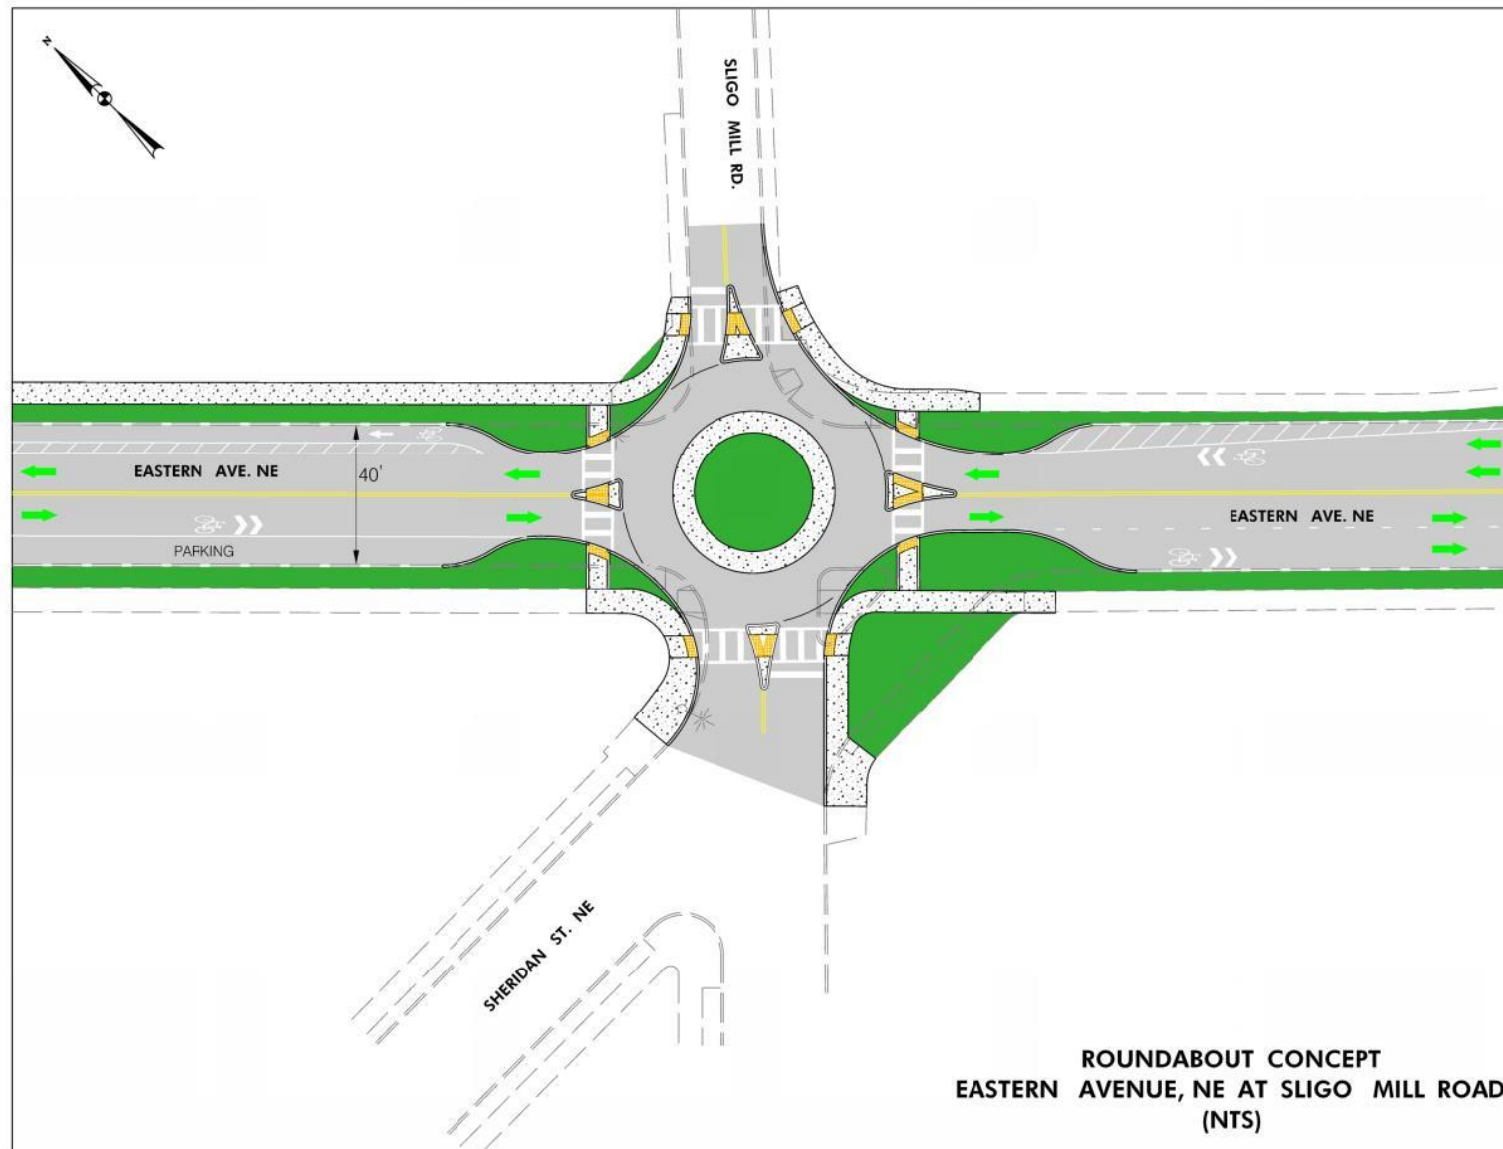 N
SLIGO MILL RD.
EASTERN AVE. NE
40'
PARKING
EASTERN AVE. NE
SHERIDAN ST. NE
ROUNDABOUT CONCEPT
EASTERN AVENUE, NE AT SLIGO MILL ROAD
(NTS)